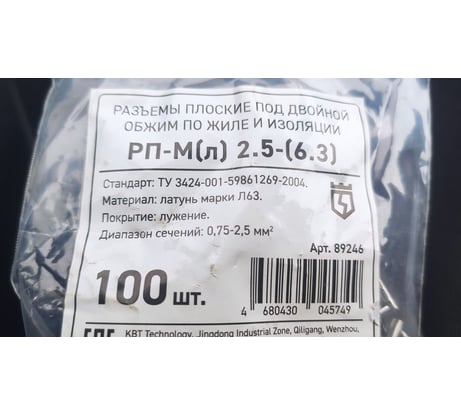 РАЗЪЕМЫ ПЛОСКИЕ ПОД ДВОЙНОЙ
ОБЖИМ ПО ЖИЛЕ И ИЗОЛЯЦИИ
РП-М(л) 2.5-(6.3)
Стандарт: ТУ 3424-001-59861269-2004.
Материал: латунь марки Л63.
Покрытие: лужение.
Диапазон сечений: 0,75-2,5 мм²
Арт. 89246
100 шт.
4 680430 045749
EAC KBT Technology, Jingdong Industrial Zone, Qiligang, Wenzhou,